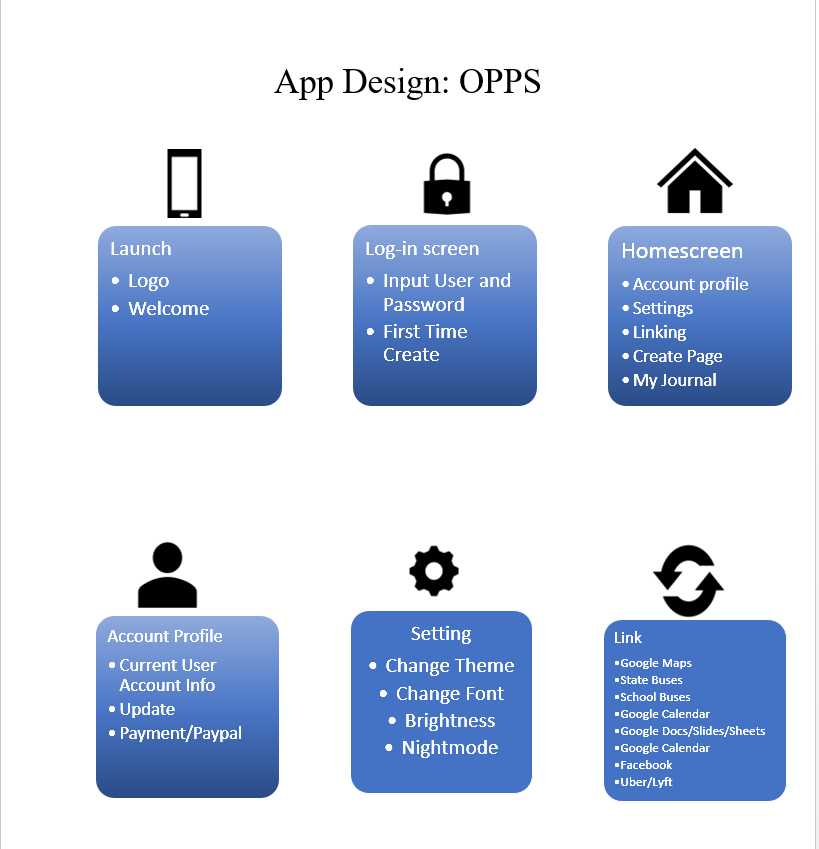 App Design: OPPS
Launch
• Logo
• Welcome
Log-in screen
• Input User and
Password
• First Time
Create
Homescreen
• Account profile
• Settings
• Linking
• Create Page
• My Journal
Account Profile
• Current User
Account Info
• Update
• Payment/Paypal
Setting
• Change Theme
• Change Font
• Brightness
• Nightmode
Link
▪Google Maps
▪State Buses
▪School Buses
▪Google Calendar
▪Google Docs/Slides/Sheets
▪Google Calendar
▪Facebook
▪Uber/Lyft